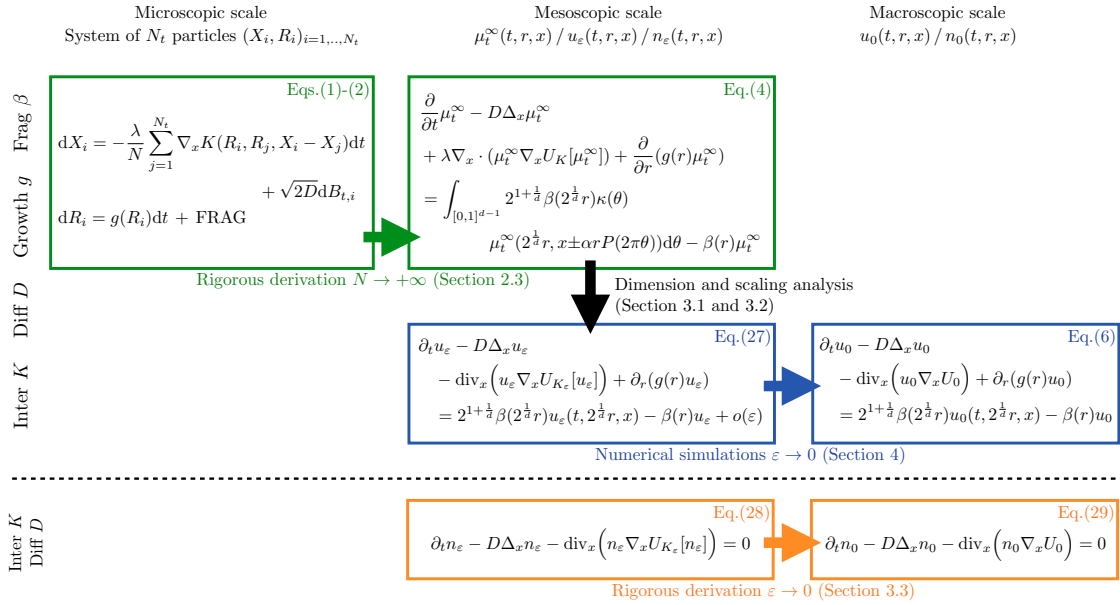 Microscopic scale
System of $N_t$ particles $(X_i, R_i)_{i=1,..,N_t}$
Mesoscopic scale
$\mu_t^\infty(t,r,x) \, / \, u_\varepsilon(t,r,x) \, / \, n_\varepsilon(t,r,x)$
Macroscopic scale
$u_0(t,r,x) \, / \, n_0(t,r,x)$
Inter $K$ Diff $D$ Growth $g$ Frag $\beta$
Eqs.(1)-(2)
$\mathrm{d}X_i = -\frac{\lambda}{N} \sum_{j=1}^{N_t} \nabla_x K(R_i, R_j, X_i - X_j)\mathrm{d}t$
$+ \sqrt{2D}\mathrm{d}B_{t,i}$
$\mathrm{d}R_i = g(R_i)\mathrm{d}t + \text{ FRAG}$
Eq.(4)
$\frac{\partial}{\partial t}\mu_t^\infty - D\Delta_x \mu_t^\infty$
$+ \lambda \nabla_x \cdot (\mu_t^\infty \nabla_x U_K[\mu_t^\infty]) + \frac{\partial}{\partial r}(g(r)\mu_t^\infty)$
$= \int_{[0,1]^{d-1}} 2^{1+\frac{1}{d}} \beta(2^{\frac{1}{d}} r)\kappa(\theta)$
$\mu_t^\infty(2^{\frac{1}{d}} r, x \pm \alpha r P(2\pi\theta))\mathrm{d}\theta - \beta(r)\mu_t^\infty$
Rigorous derivation $N \to +\infty$ (Section 2.3)
Dimension and scaling analysis
(Section 3.1 and 3.2)
Eq.(27)
$\partial_t u_\varepsilon - D\Delta_x u_\varepsilon$
$- \mathrm{div}_x \Big( u_\varepsilon \nabla_x U_{K_\varepsilon}[u_\varepsilon] \Big) + \partial_r(g(r)u_\varepsilon)$
$= 2^{1+\frac{1}{d}} \beta(2^{\frac{1}{d}} r) u_\varepsilon(t, 2^{\frac{1}{d}} r, x) - \beta(r)u_\varepsilon + o(\varepsilon)$
Eq.(6)
$\partial_t u_0 - D\Delta_x u_0$
$- \mathrm{div}_x \Big( u_0 \nabla_x U_0 \Big) + \partial_r(g(r)u_0)$
$= 2^{1+\frac{1}{d}} \beta(2^{\frac{1}{d}} r) u_0(t, 2^{\frac{1}{d}} r, x) - \beta(r)u_0$
Numerical simulations $\varepsilon \to 0$ (Section 4)
Inter $K$
Diff $D$
Eq.(28)
$\partial_t n_\varepsilon - D\Delta_x n_\varepsilon - \mathrm{div}_x \Big( n_\varepsilon \nabla_x U_{K_\varepsilon}[n_\varepsilon] \Big) = 0$
Eq.(29)
$\partial_t n_0 - D\Delta_x n_0 - \mathrm{div}_x \Big( n_0 \nabla_x U_0 \Big) = 0$
Rigorous derivation $\varepsilon \to 0$ (Section 3.3)